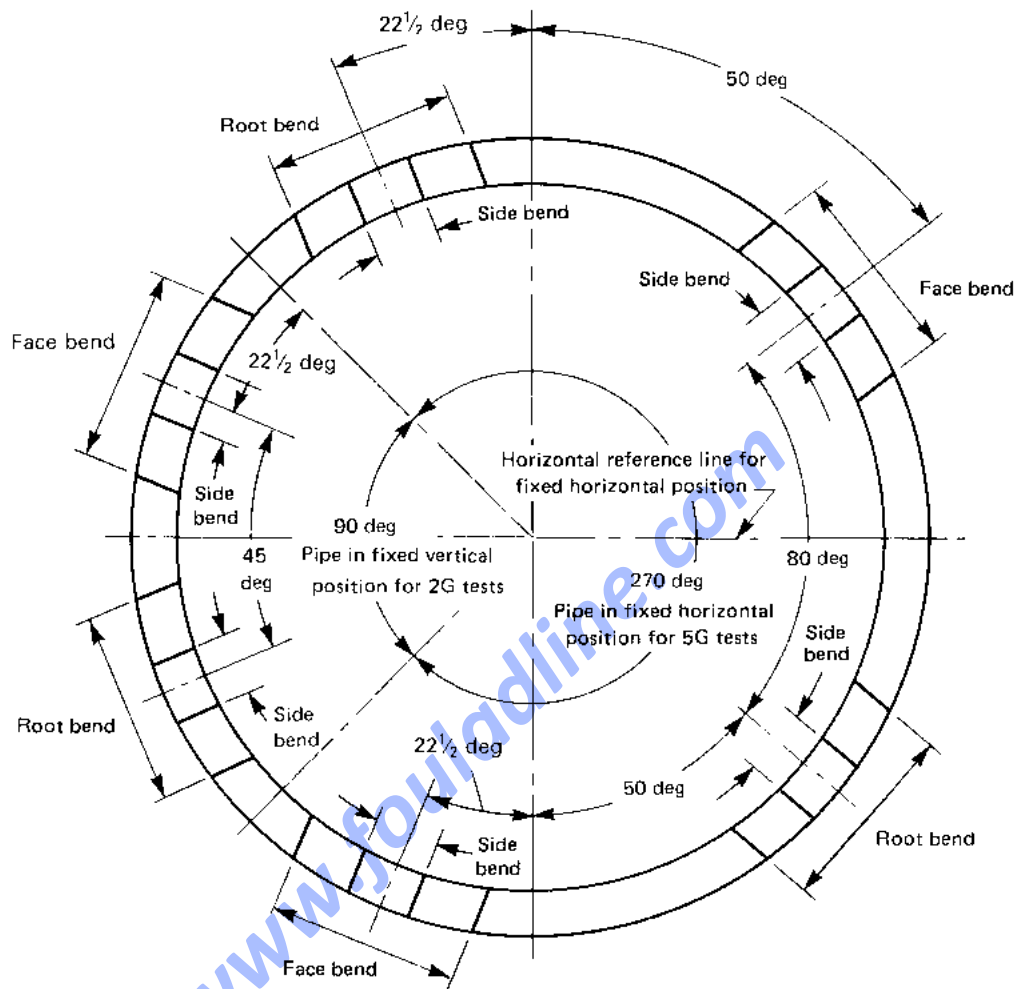 22½ deg
50 deg
Root bend
Side bend
Side bend
Face bend
Face bend
22½ deg
Horizontal reference line for
fixed horizontal position
Side
bend
90 deg
Pipe in fixed vertical
position for 2G tests
45
deg
80 deg
270 deg
Pipe in fixed horizontal
position for 5G tests
Side
bend
Root bend
Side
bend
22½ deg
50 deg
Root bend
Side
bend
Face bend
www.fouladline.com